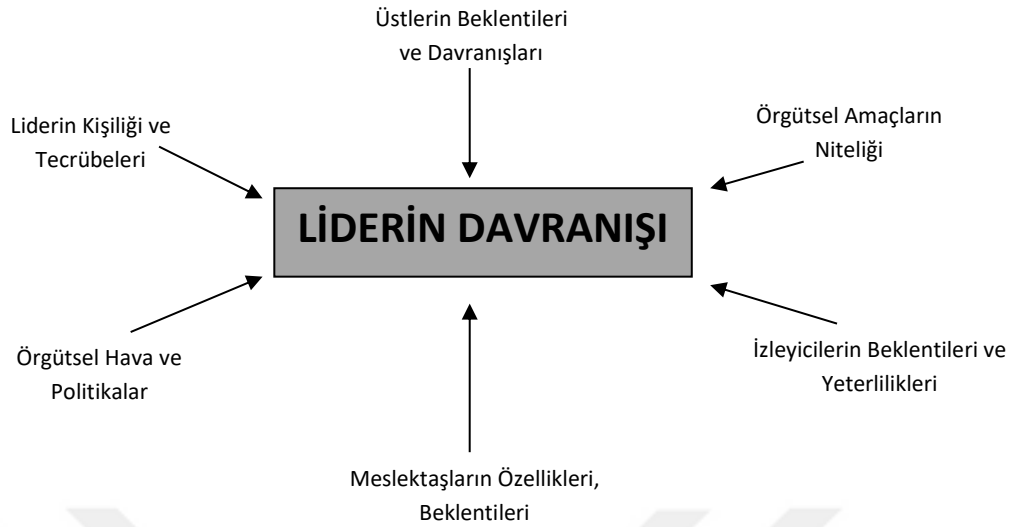 Üstlerin Beklentileri
ve Davranışları
Liderin Kişiliği ve
Tecrübeleri
Örgütsel Amaçların
Niteliği
LİDERİN DAVRANIŞI
Örgütsel Hava ve
Politikalar
İzleyicilerin Beklentileri ve
Yeterlilikleri
Meslektaşların Özellikleri,
Beklentileri